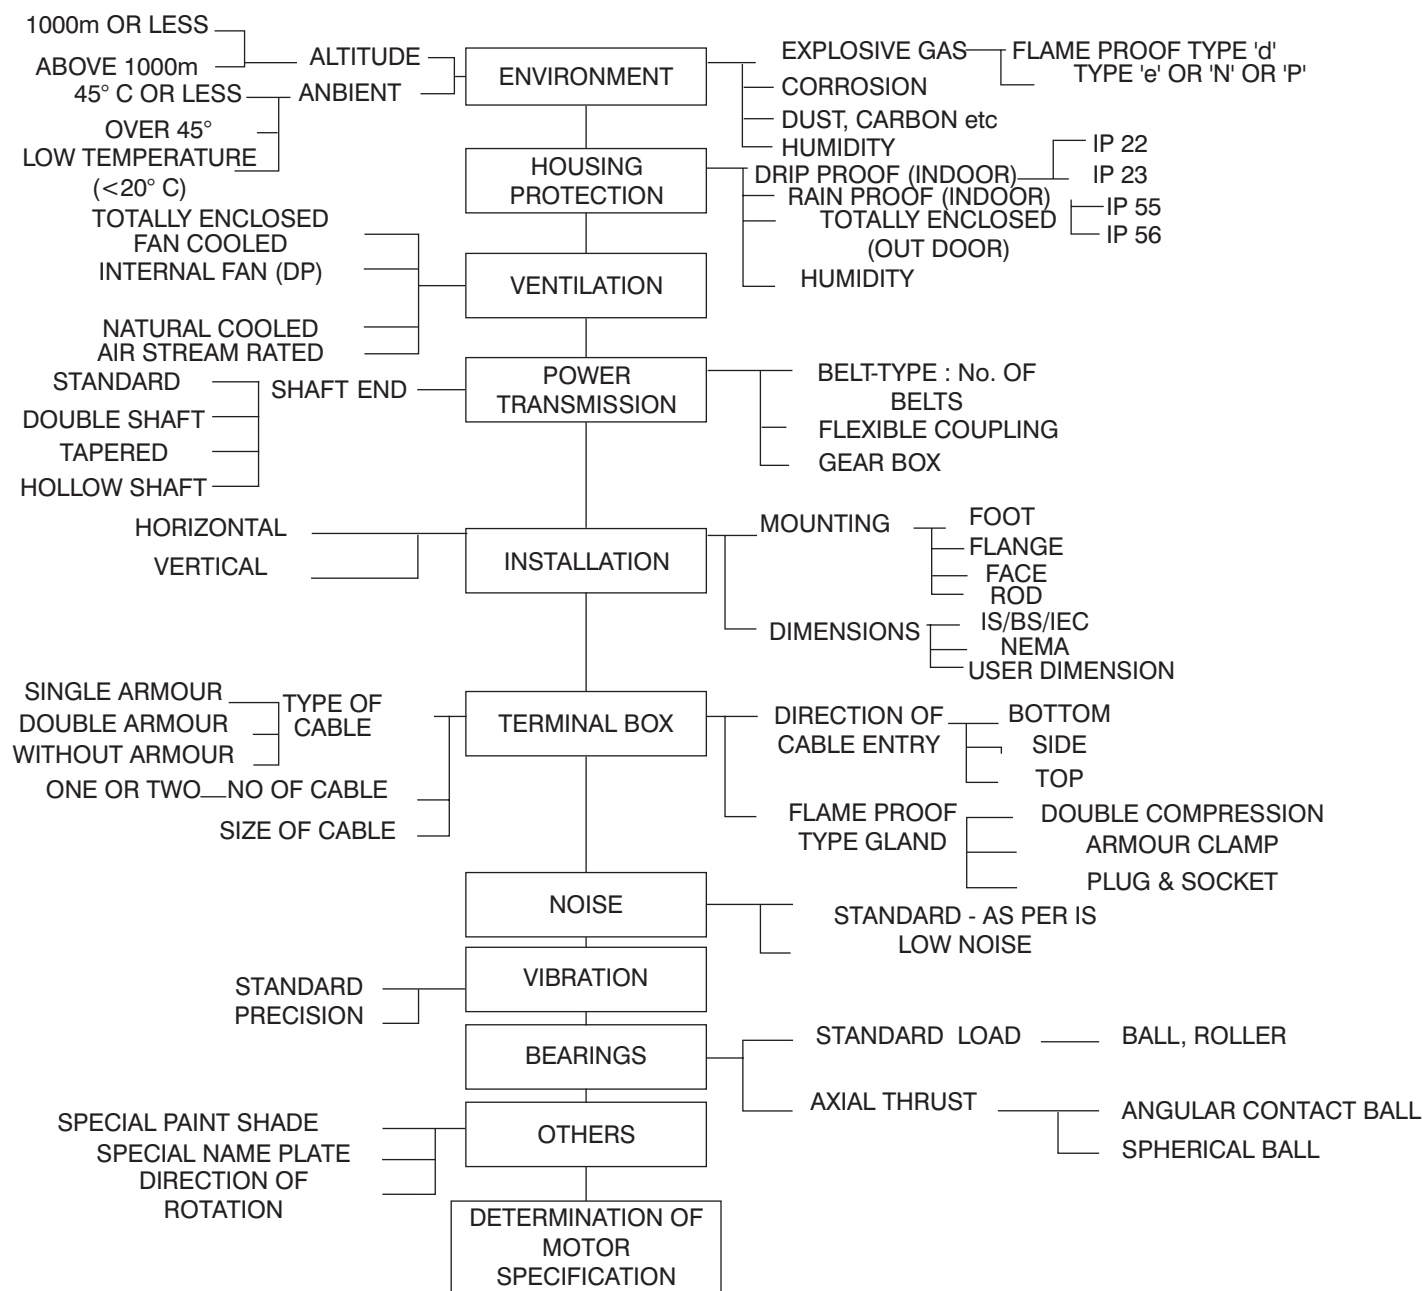 1000m OR LESS
ABOVE 1000m
ALTITUDE
45° C OR LESS
ANBIENT
OVER 45°
LOW TEMPERATURE
(<20° C)
ENVIRONMENT
EXPLOSIVE GAS
FLAME PROOF TYPE 'd'
TYPE 'e' OR 'N' OR 'P'
CORROSION
DUST, CARBON etc
HUMIDITY
HOUSING
PROTECTION
DRIP PROOF (INDOOR)
IP 22
IP 23
RAIN PROOF (INDOOR)
TOTALLY ENCLOSED
(OUT DOOR)
IP 55
IP 56
HUMIDITY
TOTALLY ENCLOSED
FAN COOLED
INTERNAL FAN (DP)
NATURAL COOLED
AIR STREAM RATED
VENTILATION
STANDARD
DOUBLE SHAFT
TAPERED
HOLLOW SHAFT
SHAFT END
POWER
TRANSMISSION
BELT-TYPE : No. OF
BELTS
FLEXIBLE COUPLING
GEAR BOX
HORIZONTAL
VERTICAL
INSTALLATION
MOUNTING
FOOT
FLANGE
FACE
ROD
DIMENSIONS
IS/BS/IEC
NEMA
USER DIMENSION
SINGLE ARMOUR
DOUBLE ARMOUR
WITHOUT ARMOUR
TYPE OF
CABLE
ONE OR TWO
NO OF CABLE
SIZE OF CABLE
TERMINAL BOX
DIRECTION OF
CABLE ENTRY
BOTTOM
SIDE
TOP
FLAME PROOF
TYPE GLAND
DOUBLE COMPRESSION
ARMOUR CLAMP
PLUG & SOCKET
NOISE
STANDARD - AS PER IS
LOW NOISE
STANDARD
PRECISION
VIBRATION
BEARINGS
STANDARD LOAD
BALL, ROLLER
AXIAL THRUST
ANGULAR CONTACT BALL
SPHERICAL BALL
SPECIAL PAINT SHADE
SPECIAL NAME PLATE
DIRECTION OF
ROTATION
OTHERS
DETERMINATION OF
MOTOR
SPECIFICATION